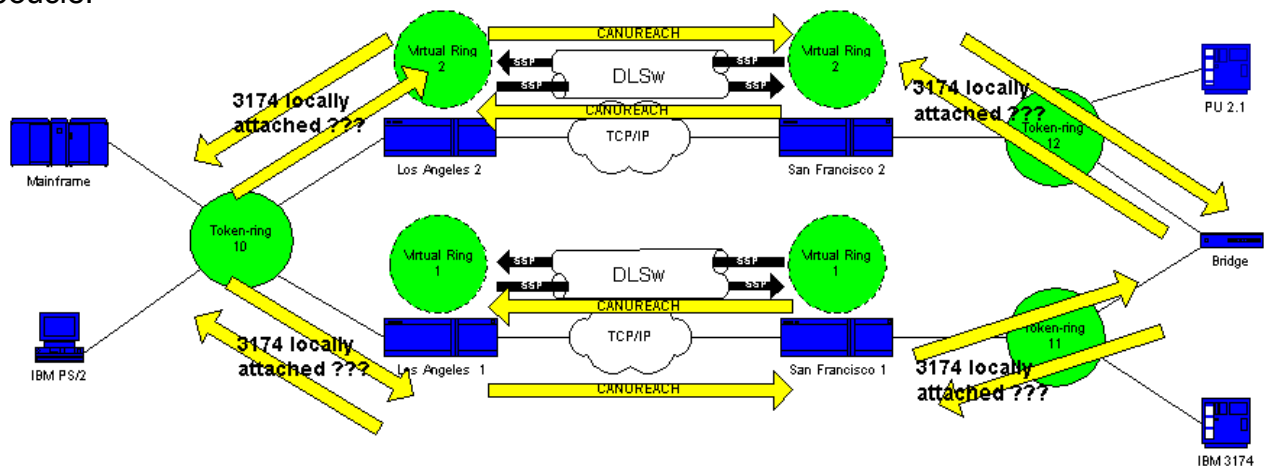 CANUREACH
Virtual Ring
2
SSP
DLSw
SSP
SSP
SSP
Virtual Ring
2
3174 locally
attached ???
CANUREACH
3174 locally
attached ???
PU 2.1
TCP/IP
Mainframe
Los Angeles 2
San Francisco 2
Token-ring
12
Token-ring
10
Virtual Ring
1
SSP
DLSw
SSP
SSP
SSP
Virtual Ring
1
Bridge
CANUREACH
TCP/IP
Token-ring
11
3174 locally
attached ???
IBM PS/2
Los Angeles 1
San Francisco 1
3174 locally
attached ???
CANUREACH
IBM 3174